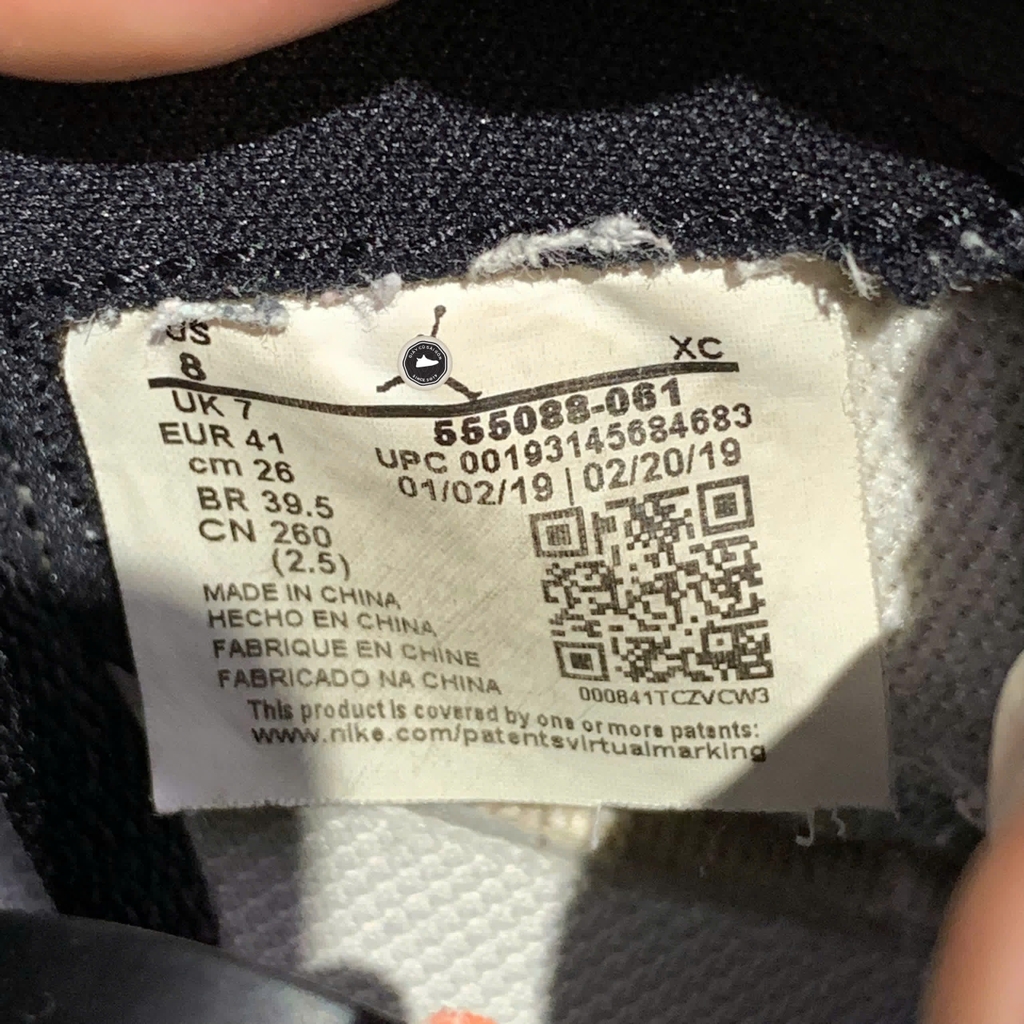 US
8
XC
UK 7
EUR 41
cm 26
BR 39.5
CN 260
(2.5)
555088-061
UPC 00193145684683
01/02/19 | 02/20/19
MADE IN CHINA
HECHO EN CHINA
FABRIQUE EN CHINE
FABRICADO NA CHINA
000841TCZVCW3
This product is covered by one or more patents:
www.nike.com/patentsvirtualmarking